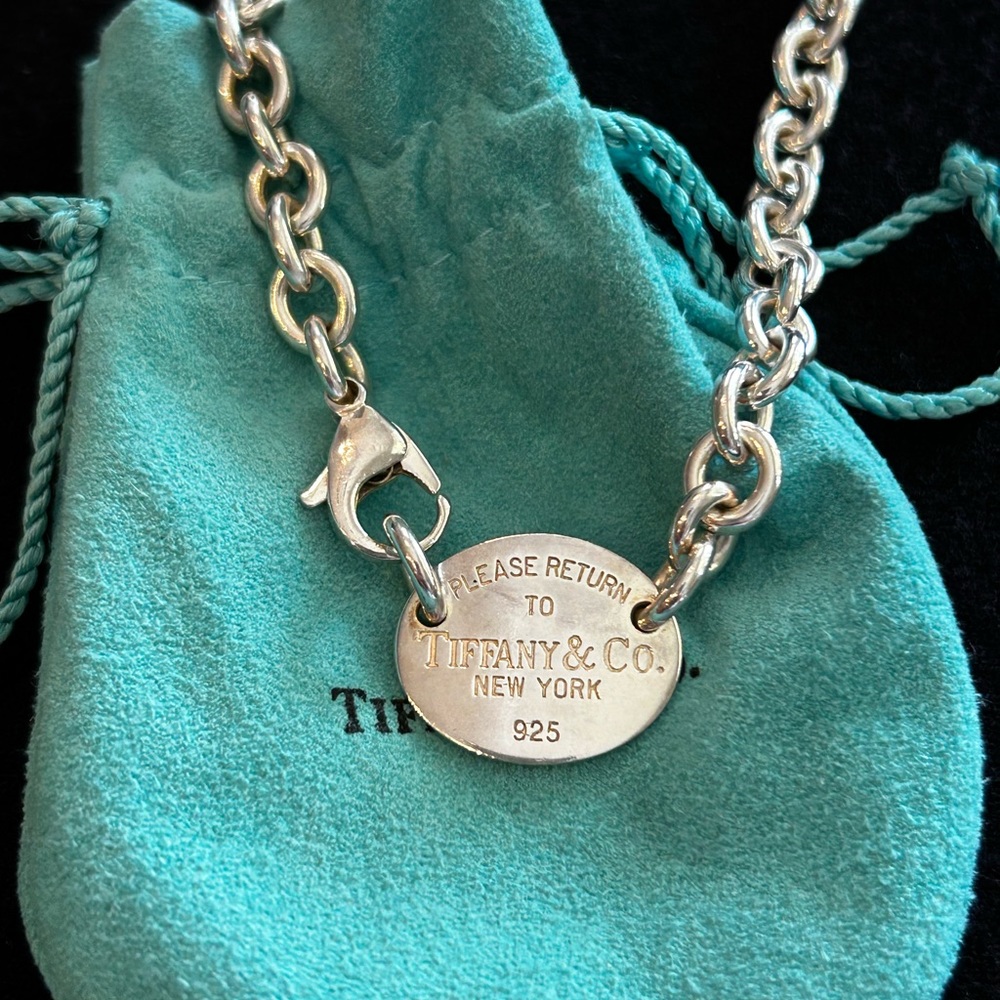 PLEASE RETURN
TO
TIFFANY & CO.
NEW YORK
925